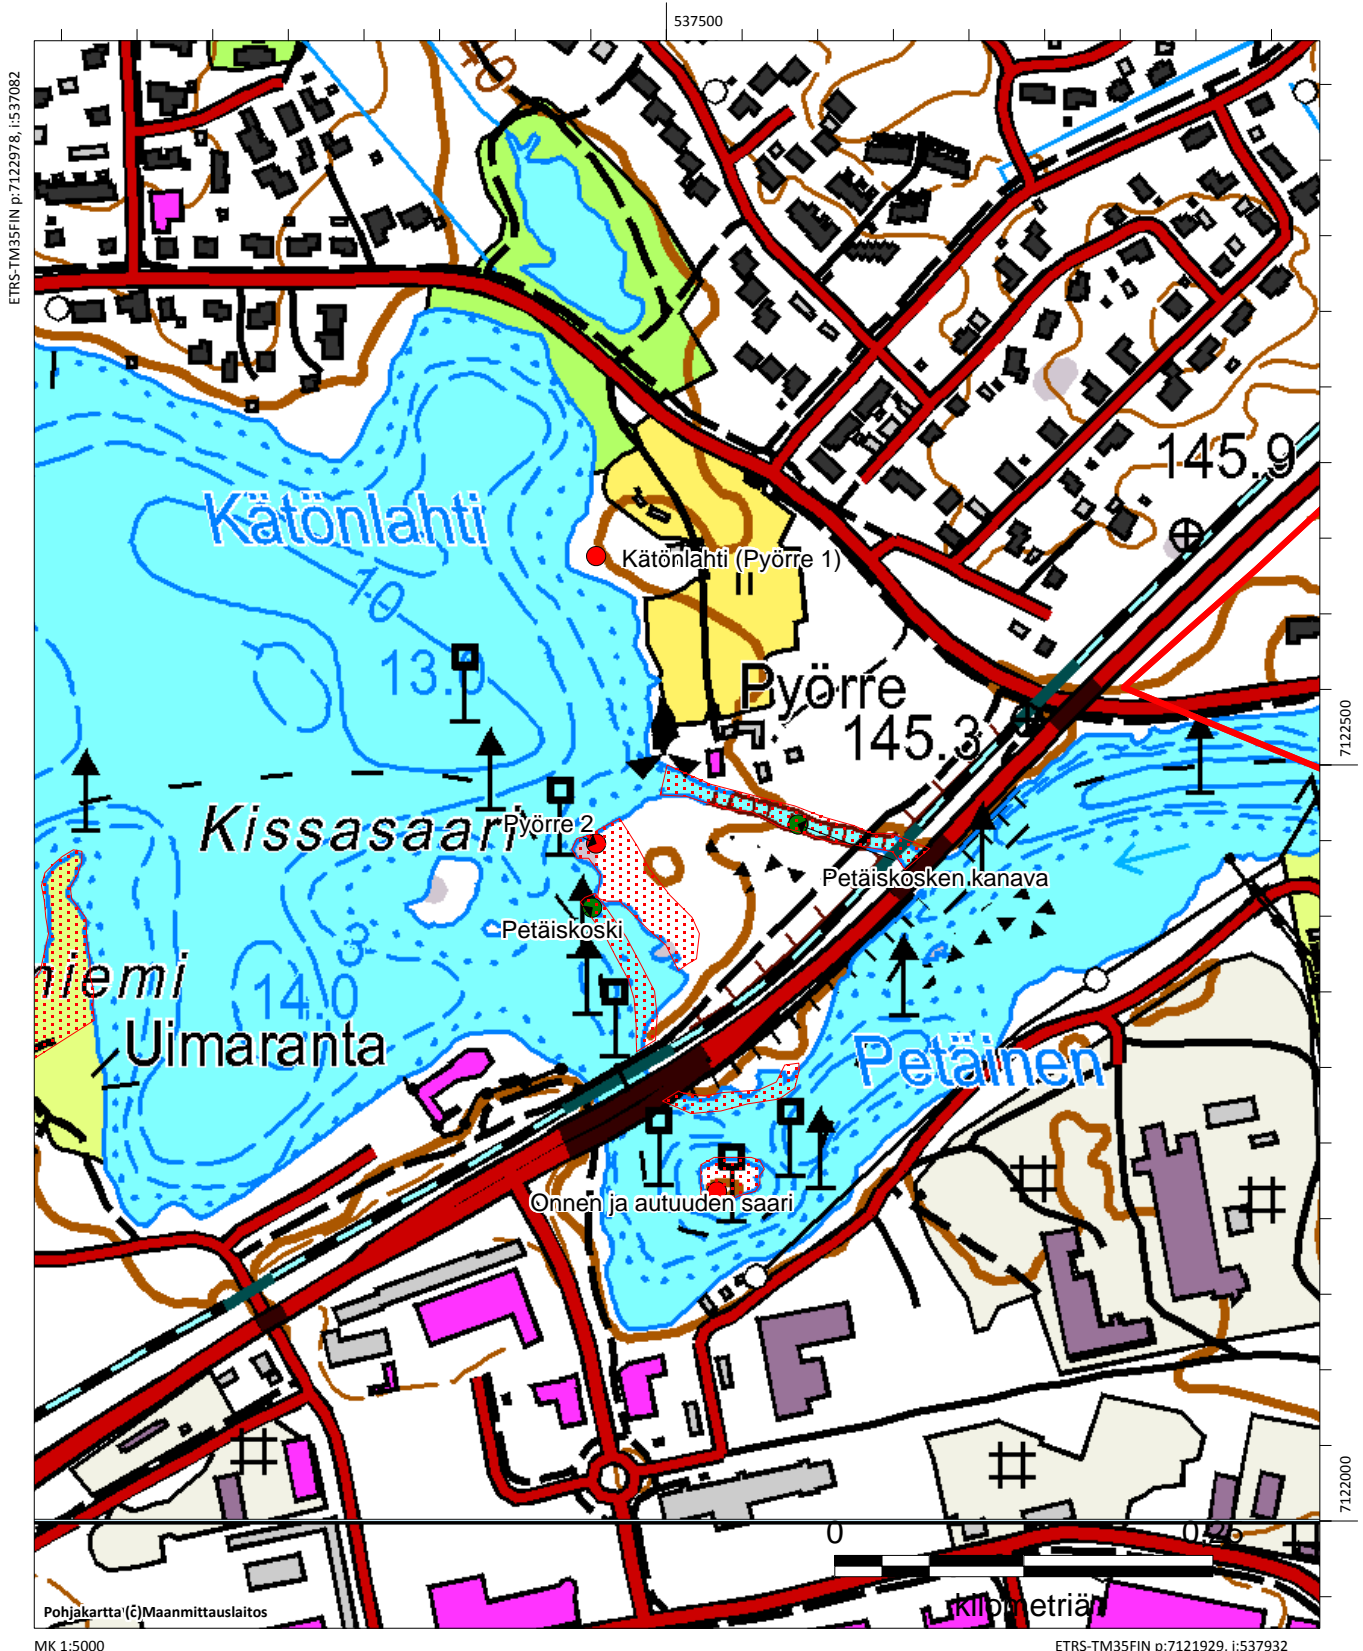 537500
ETRS-TM35FIN p:7122978, i:537082
10
145.9
Kätönlahti
Kätönlahti (Pyörre 1)
10
13.0
Pyörre
145.3
7122500
Kissasaari
Pyörre 2
Petäiskosken kanava
Petäiskoski
3
niemi
14.0
Uimaranta
Petäinen
Onnen ja autuuden saari
7122000
0 0.25
kilometriä
Pohjakartta (c)Maanmittauslaitos
MK 1:5000
ETRS-TM35FIN p:7121929, i:537932